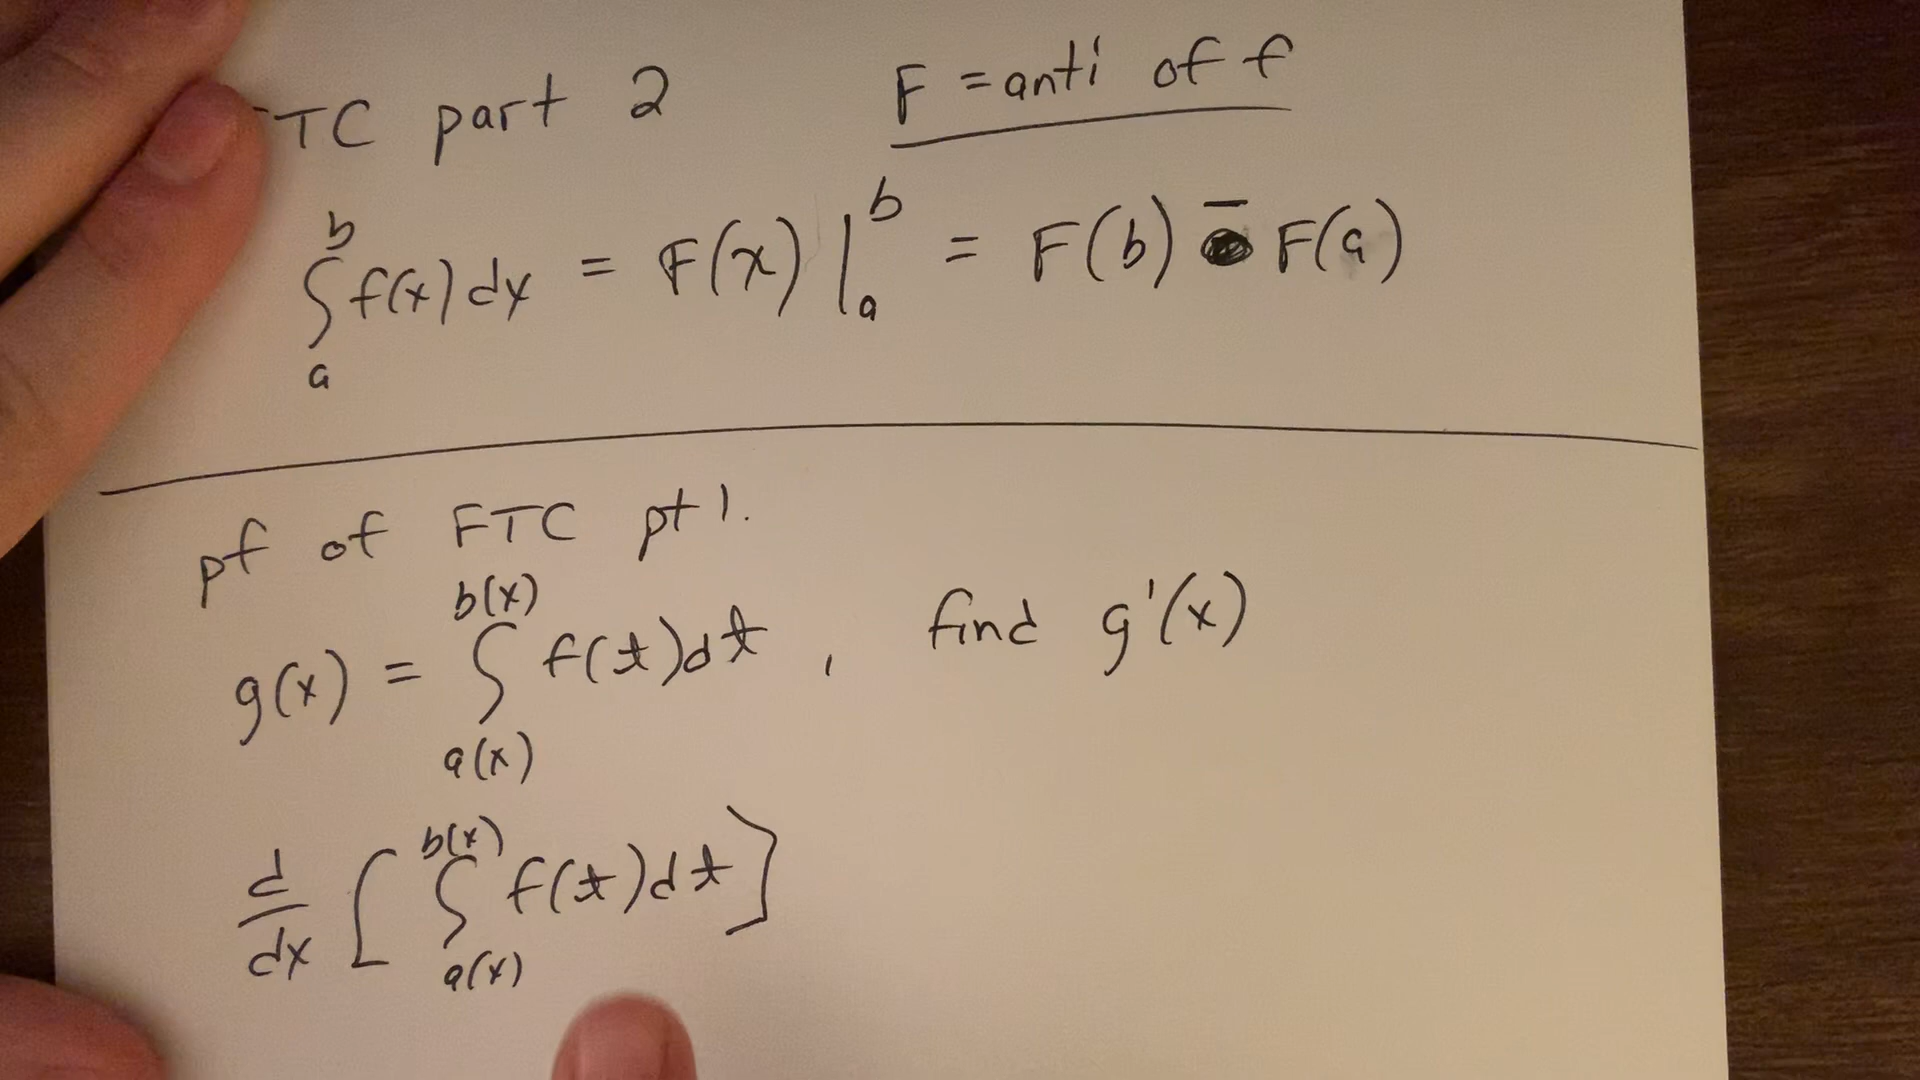 TC part 2
F = anti of f
∫_a^b f(x)dx = F(x)|_a^b = F(b) - F(a)
pf of FTC pt 1.
g(x) = ∫_{a(x)}^{b(x)} f(t)dt , find g'(x)
d/dx [∫_{a(x)}^{b(x)} f(t)dt]